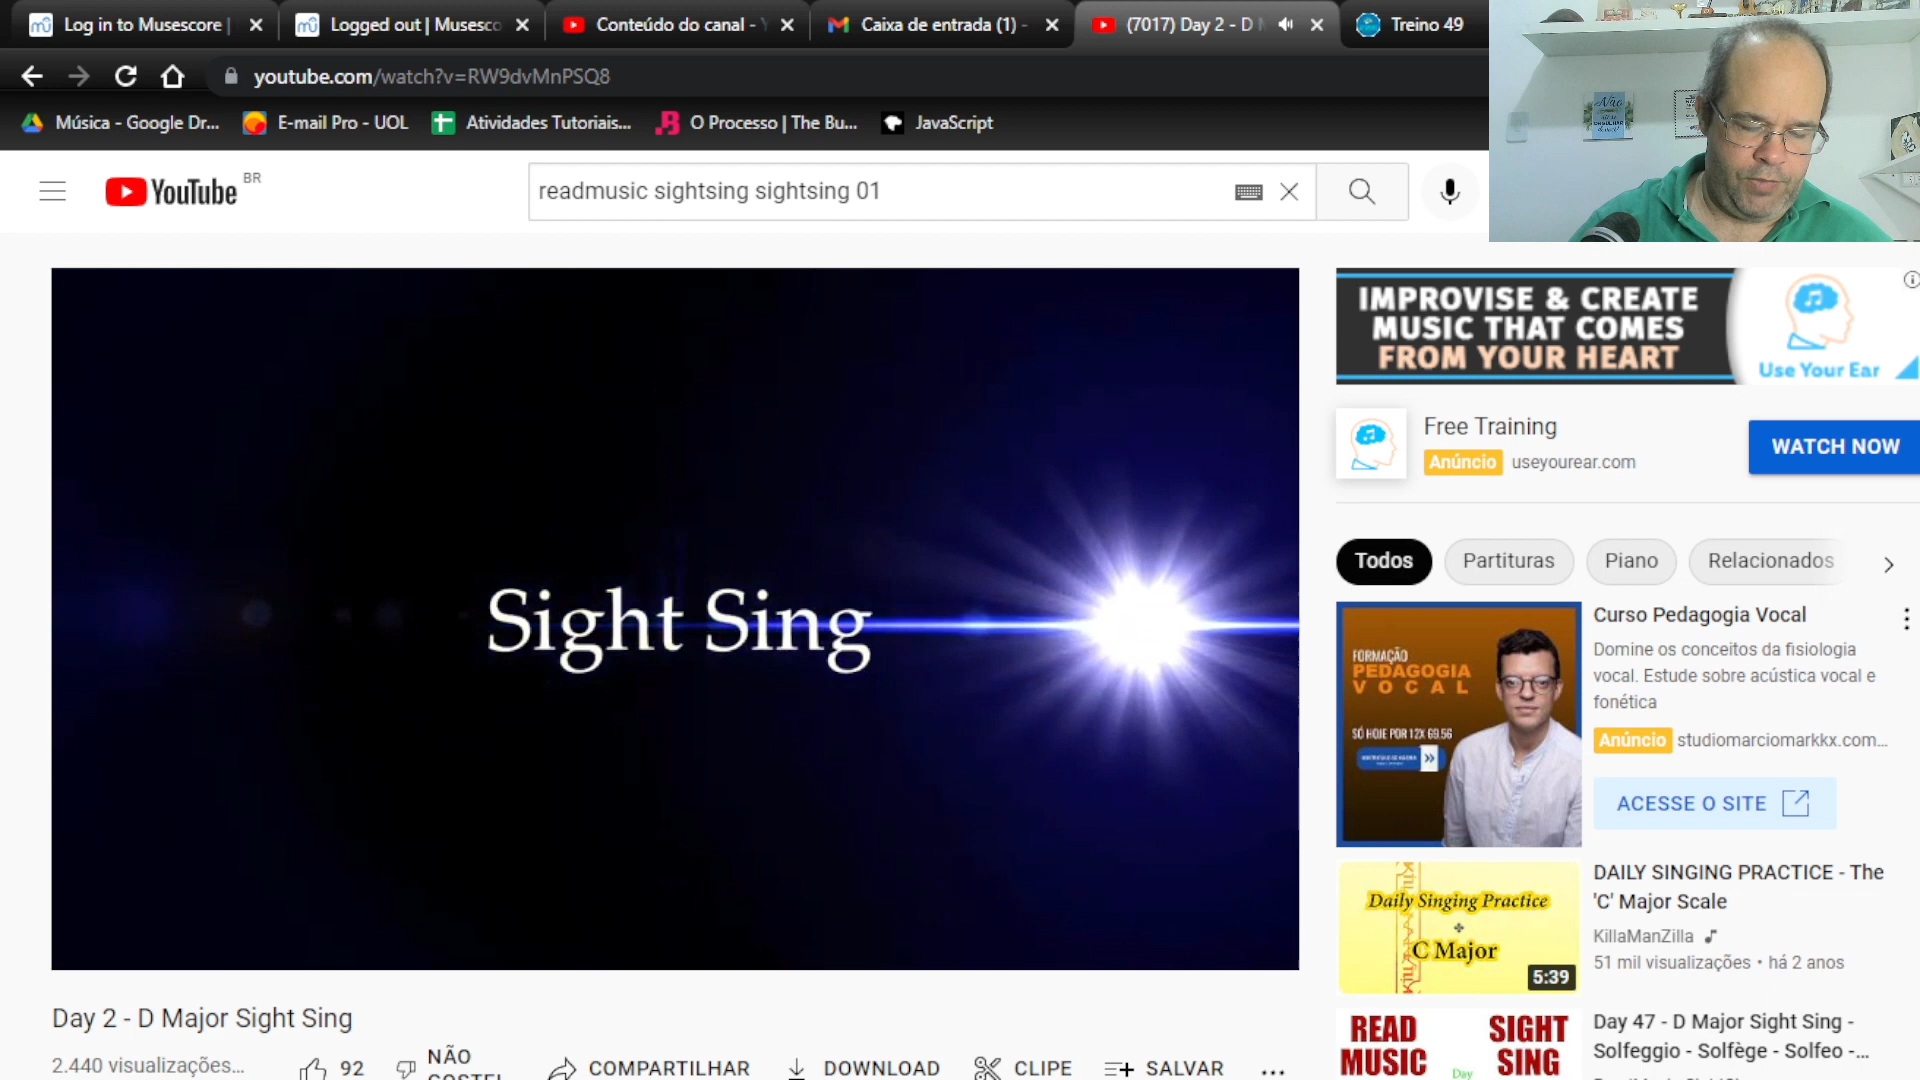 Log in to Musescore |
Logged out | Musesco
Conteúdo do canal - Y
Caixa de entrada (1) -
(7017) Day 2 - D M
Treino 49
youtube.com/watch?v=RW9dvMnPSQ8
Música - Google Dr...
E-mail Pro - UOL
Atividades Tutoriais...
O Processo | The Bu...
JavaScript
YouTube BR
readmusic sightsing sightsing 01
Não
Sight Sing
IMPROVISE & CREATE
MUSIC THAT COMES
FROM YOUR HEART
Use Your Ear
Free Training
Anúncio useyourear.com
WATCH NOW
Todos
Partituras
Piano
Relacionados
FORMAÇÃO
PEDAGOGIA
VOCAL
SÓ HOJE POR 12X 69,56
Curso Pedagogia Vocal
Domine os conceitos da fisiologia
vocal. Estude sobre acústica vocal e
fonética
Anúncio studiomarciomarkkx.com...
ACESSE O SITE
Daily Singing Practice
C Major
5:39
DAILY SINGING PRACTICE - The
'C' Major Scale
KillaManZilla
51 mil visualizações • há 2 anos
READ
MUSIC
SIGHT
SING
Day
Day 47 - D Major Sight Sing -
Solfeggio - Solfège - Solfeo -...
Day 2 - D Major Sight Sing
2.440 visualizações...
92
NÃO
GOSTEI
COMPARTILHAR
DOWNLOAD
CLIPE
SALVAR